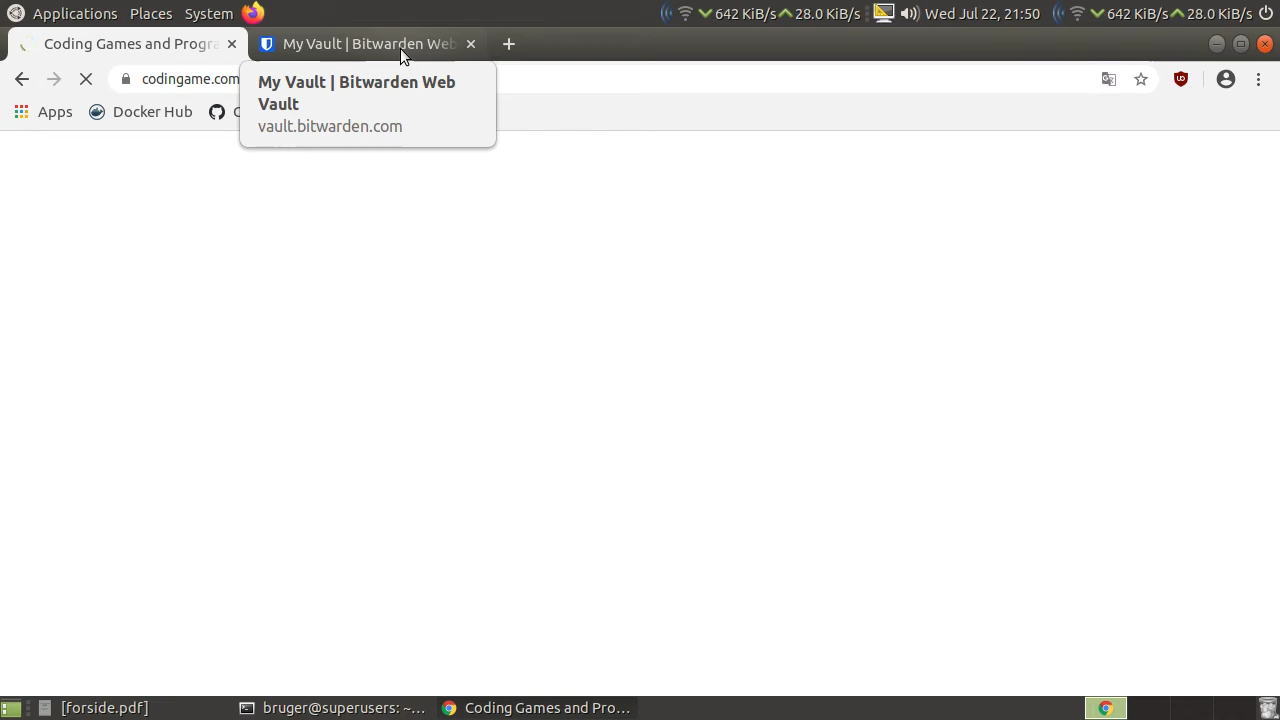 Applications Places System 642 KiB/s 28.0 KiB/s Wed Jul 22, 21:50 642 KiB/s 28.0 KiB/s
Coding Games and Progra My Vault | Bitwarden Web
codingame.com
My Vault | Bitwarden Web
Vault
vault.bitwarden.com
Apps Docker Hub
[forside.pdf] bruger@superusers: ~... Coding Games and Pro...